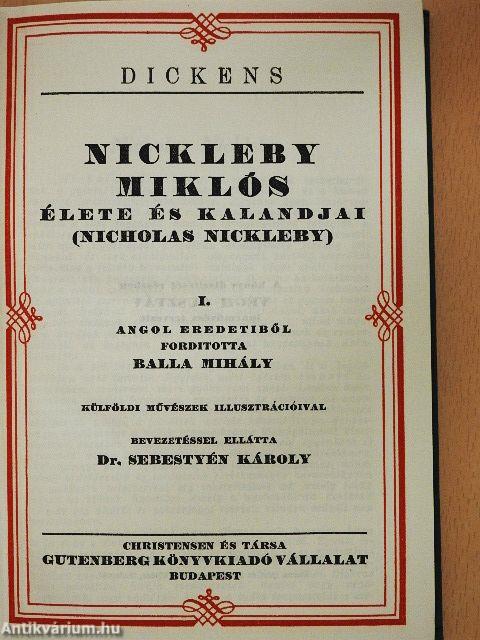 DICKENS
NICKLEBY
MIKLÓS
ÉLETE ÉS KALANDJAI
(NICHOLAS NICKLEBY)
I.
ANGOL EREDETIBŐL
FORDITOTTA
BALLA MIHÁLY
KÜLFÖLDI MŰVÉSZEK ILLUSZTRÁCIÓIVAL
BEVEZETÉSSEL ELLÁTTA
Dr. SEBESTYÉN KÁROLY
CHRISTENSEN ÉS TÁRSA
GUTENBERG KÖNYVKIADÓ VÁLLALAT
BUDAPEST
Antikvárium.hu